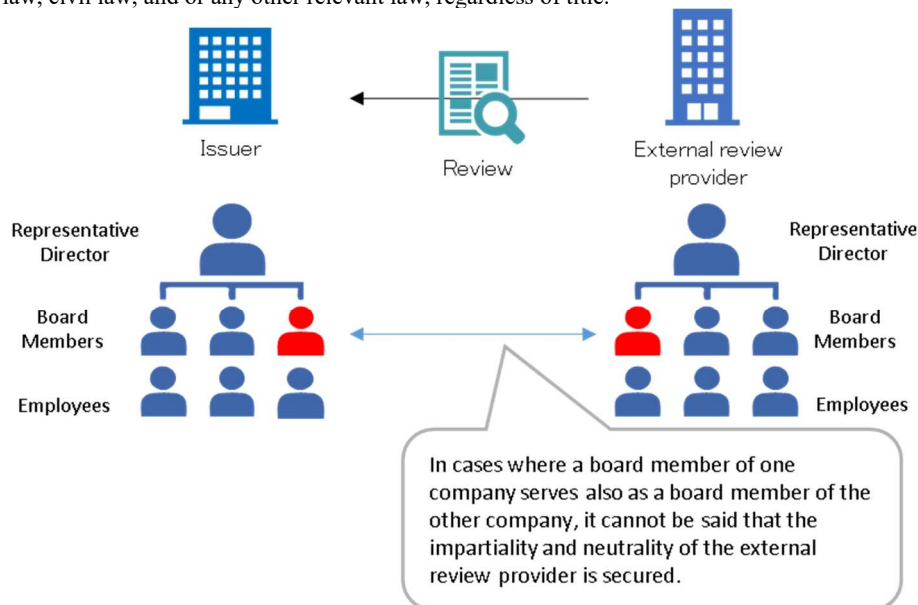 law, civil law, and or any other relevant law, regardless of title.
Issuer
Review
External review
provider
Representative
Director
Representative
Director
Board
Members
Board
Members
Employees
Employees
In cases where a board member of one
company serves also as a board member of the
other company, it cannot be said that the
impartiality and neutrality of the external
review provider is secured.